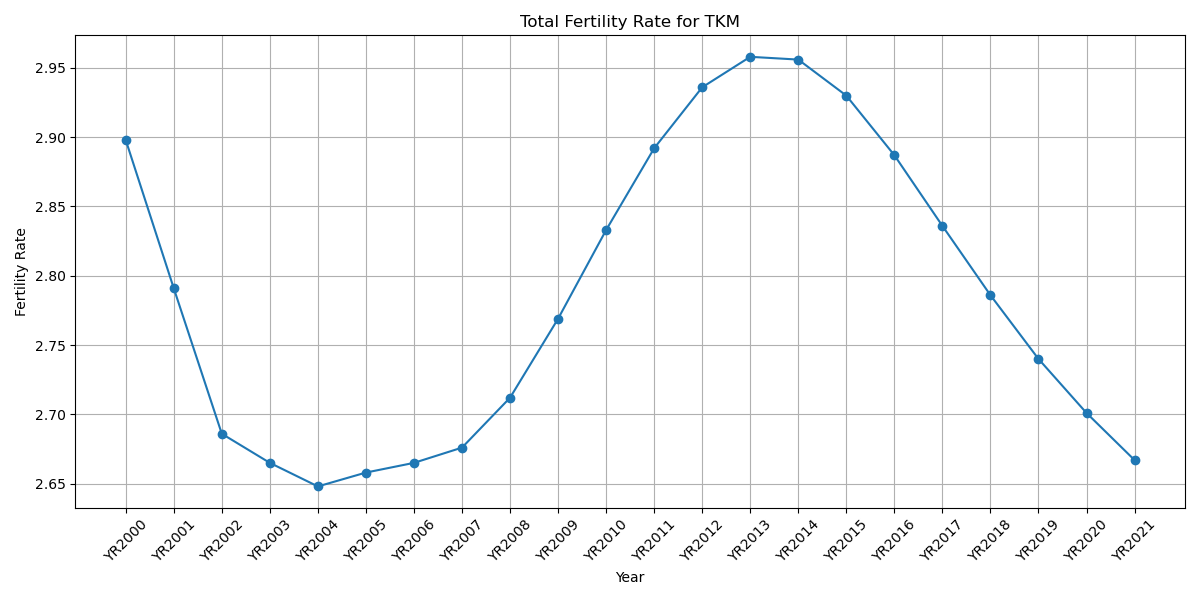 Total Fertility Rate for TKM
Fertility Rate
2.95
2.90
2.85
2.80
2.75
2.70
2.65
YR2000
YR2001
YR2002
YR2003
YR2004
YR2005
YR2006
YR2007
YR2008
YR2009
YR2010
YR2011
YR2012
YR2013
YR2014
YR2015
YR2016
YR2017
YR2018
YR2019
YR2020
YR2021
Year